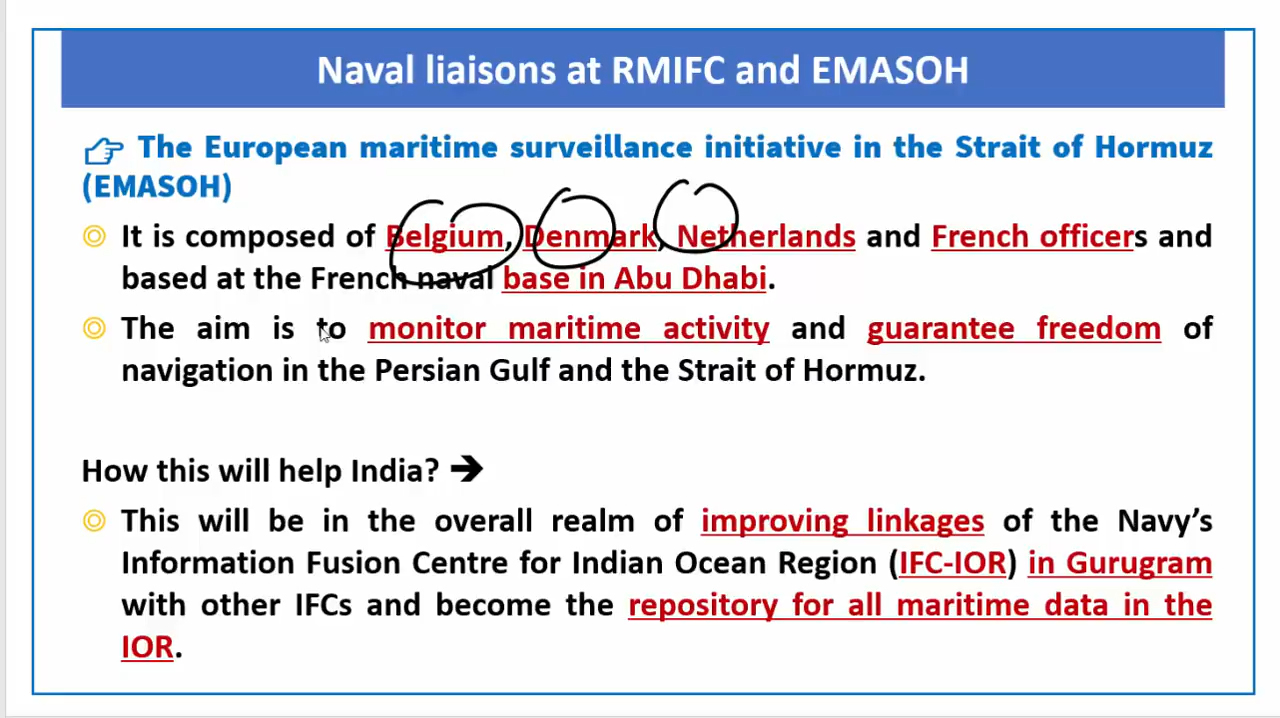 Naval liaisons at RMIFC and EMASOH
The European maritime surveillance initiative in the Strait of Hormuz
(EMASOH)
It is composed of Belgium, Denmark, Netherlands and French officers and
based at the French naval base in Abu Dhabi.
The aim is to monitor maritime activity and guarantee freedom of
navigation in the Persian Gulf and the Strait of Hormuz.
How this will help India? ➔
This will be in the overall realm of improving linkages of the Navy’s
Information Fusion Centre for Indian Ocean Region (IFC-IOR) in Gurugram
with other IFCs and become the repository for all maritime data in the
IOR.